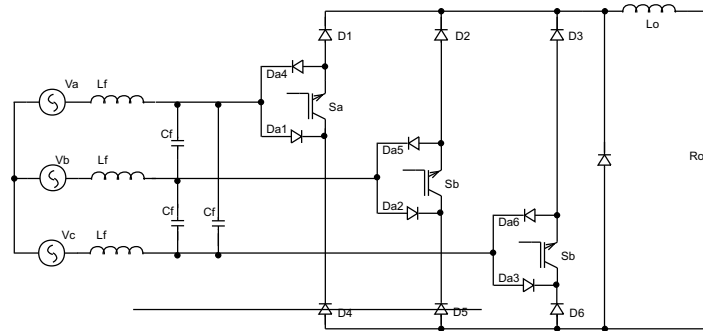 D1
D2
D3
Lo
Va
Lf
Da4
Sa
Da1
Cf
Da5
Vb
Lf
Sb
Da2
Cf
Cf
Ro
Da6
Vc
Lf
Sb
Da3
D4
D5
D6